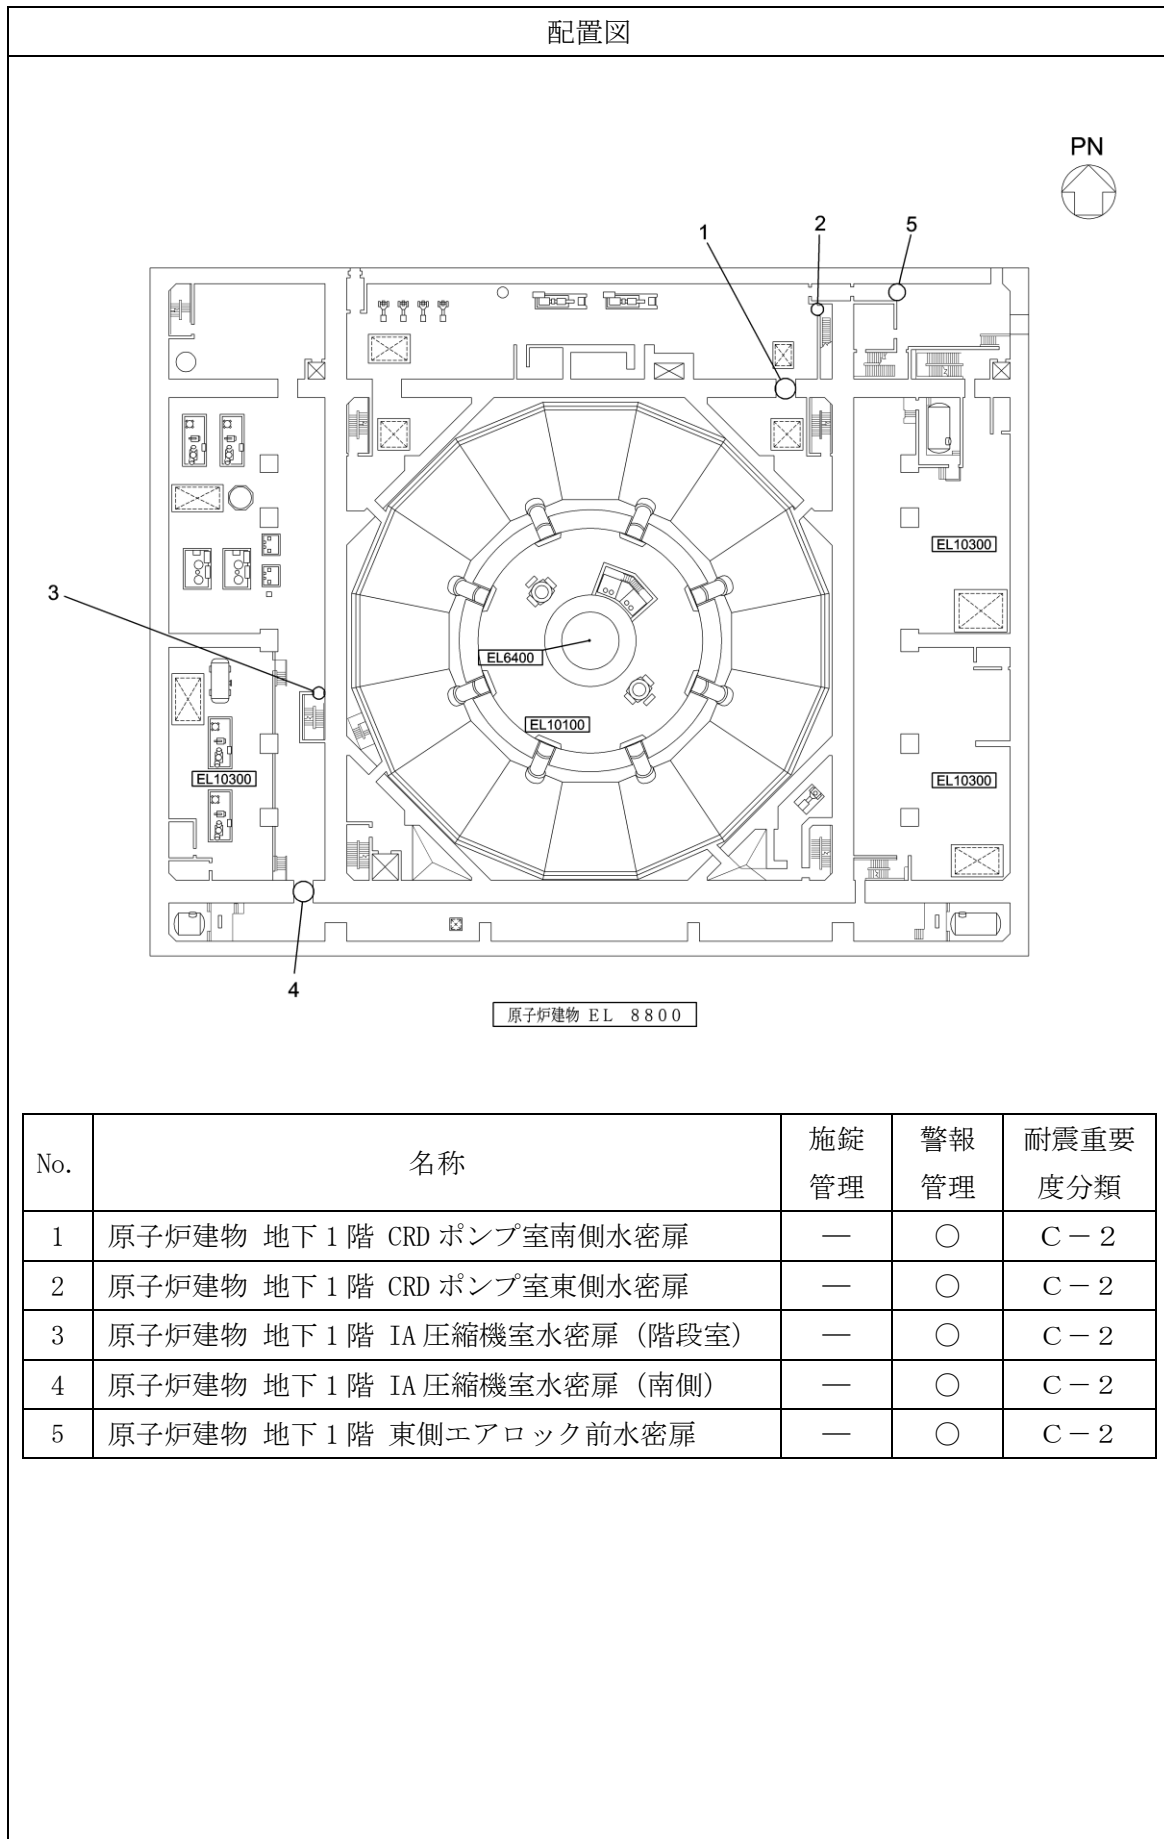 配置図
PN
1
2
5
3
EL10300
EL6400
EL10100
EL10300
EL10300
4
原子炉建物 EL 8800
No. 名称 施錠管理 警報管理 耐震重要度分類
1 原子炉建物 地下1階 CRDポンプ室南側水密扉 ― ○ C－2
2 原子炉建物 地下1階 CRDポンプ室東側水密扉 ― ○ C－2
3 原子炉建物 地下1階 IA圧縮機室水密扉（階段室） ― ○ C－2
4 原子炉建物 地下1階 IA圧縮機室水密扉（南側） ― ○ C－2
5 原子炉建物 地下1階 東側エアロック前水密扉 ― ○ C－2